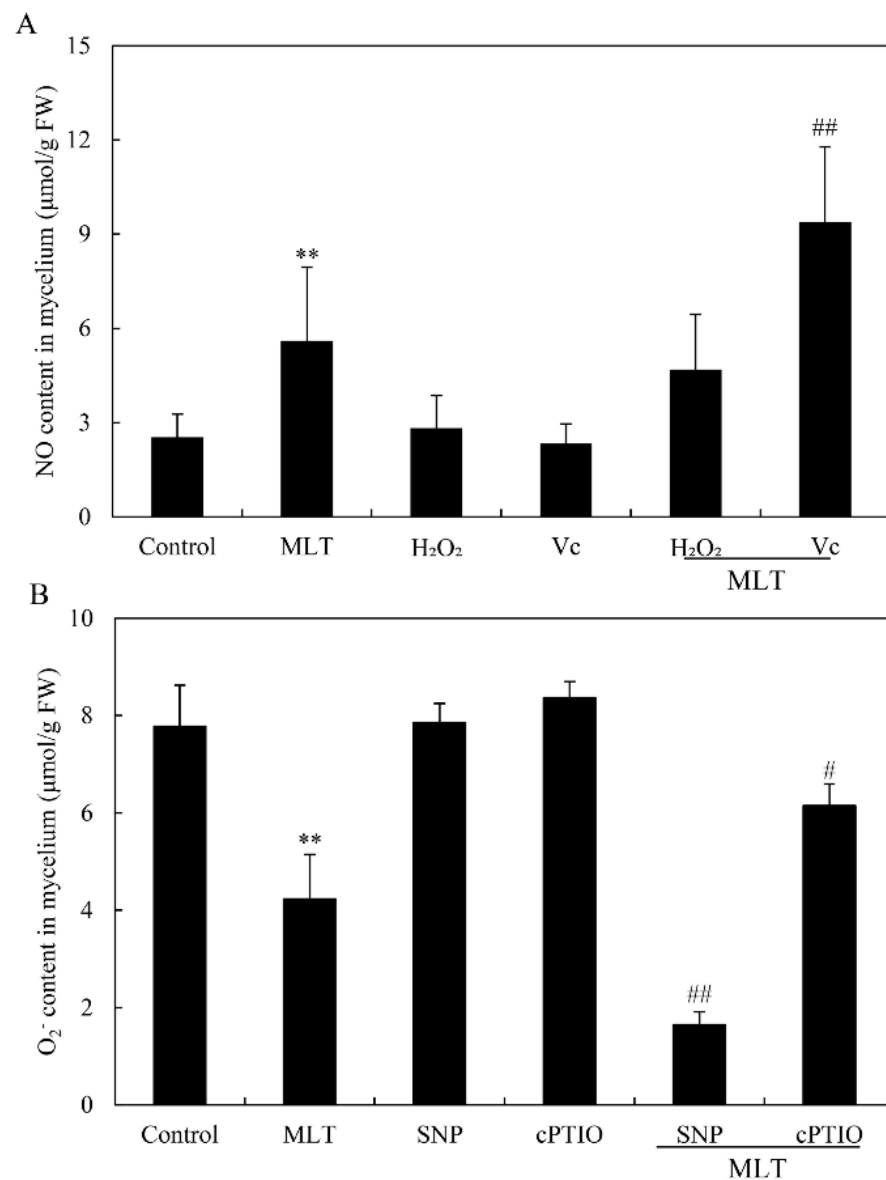 A
NO content in mycelium (μmol/g FW)
15
12
9
6
3
0
**
##
Control MLT H₂O₂ Vc H₂O₂ Vc
MLT
B
O₂⁻ content in mycelium (μmol/g FW)
10
8
6
4
2
0
**
##
#
Control MLT SNP cPTIO SNP cPTIO
MLT